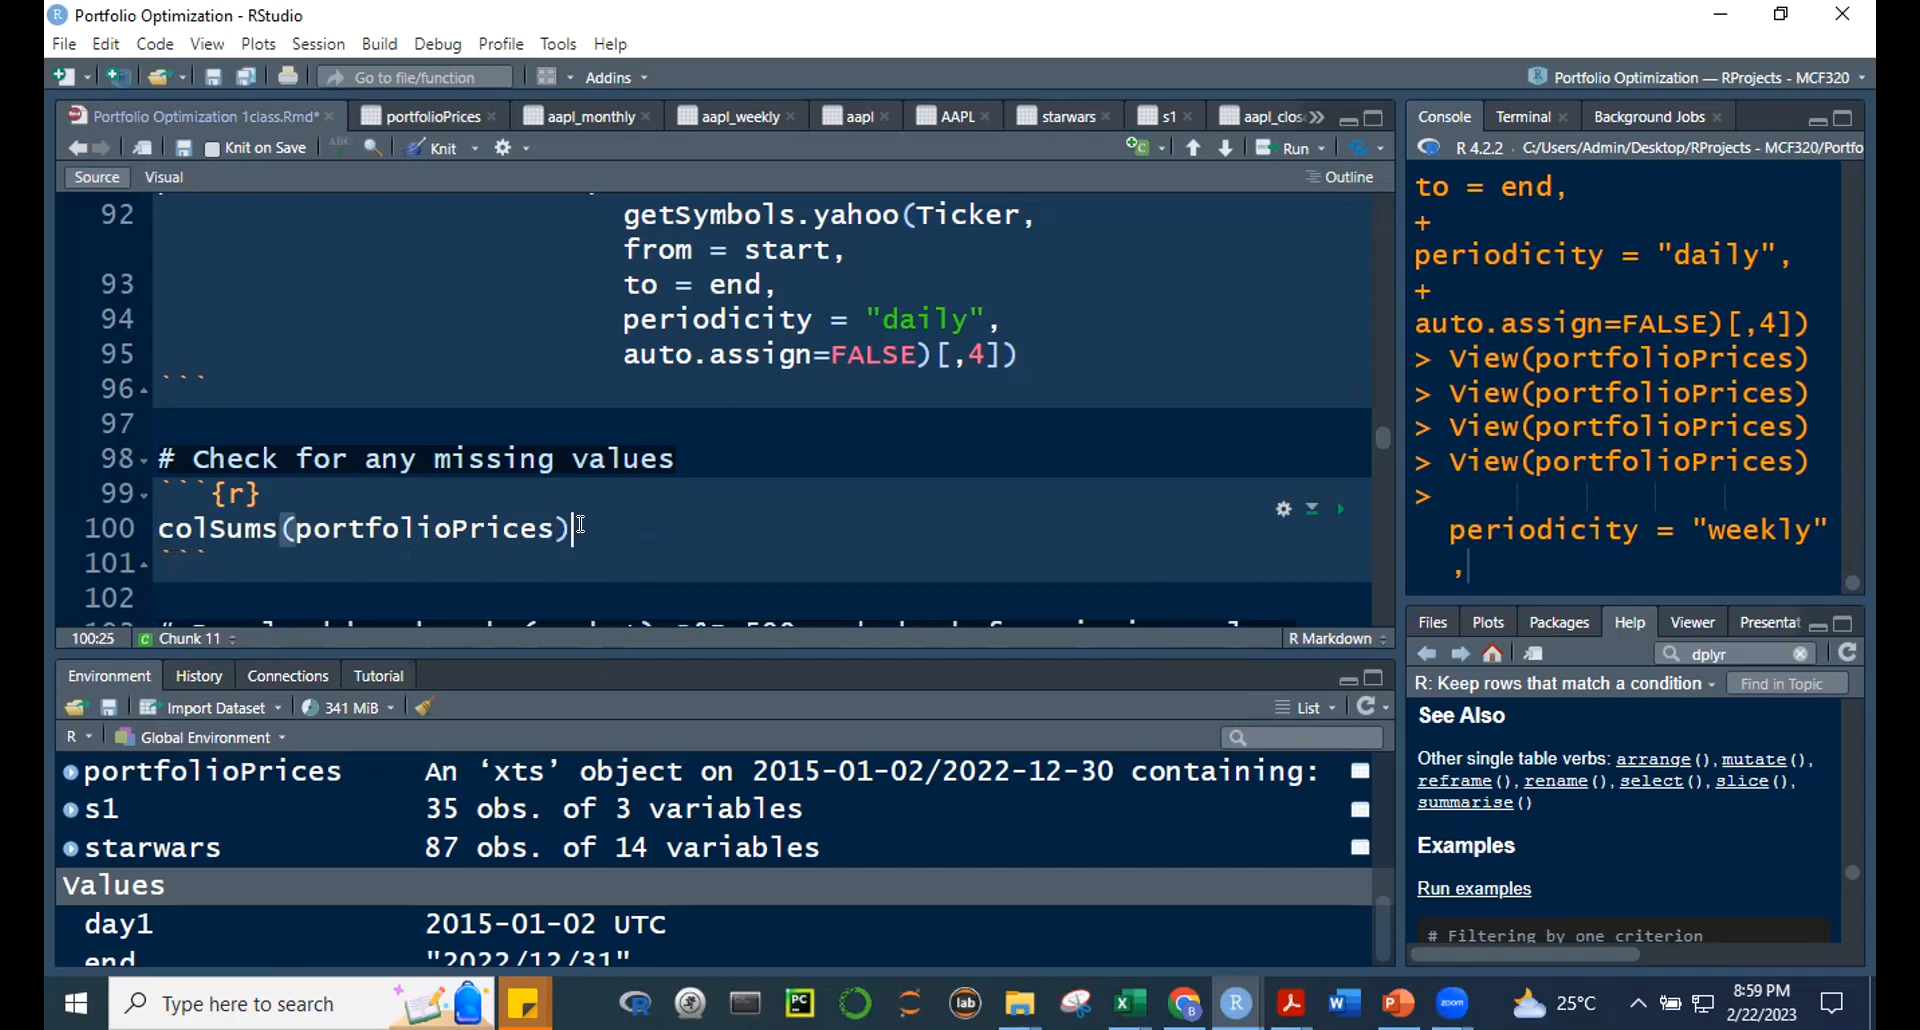 Portfolio Optimization - RStudio
File Edit Code View Plots Session Build Debug Profile Tools Help
Go to file/function Addins Portfolio Optimization — RProjects - MCF320
Portfolio Optimization 1class.Rmd* portfolioPrices aapl_monthly aapl_weekly aapl AAPL starwars s1 aapl_clos
Knit on Save ABC Knit Run
Source Visual Outline
92 getSymbols.yahoo(Ticker,
from = start,
93 to = end,
94 periodicity = "daily",
95 auto.assign=FALSE)[,4])
96 ```
97
98 # Check for any missing values
99 ```{r}
100 colSums(portfolioPrices)
101 ```
102
100:25 C Chunk 11 R Markdown
Environment History Connections Tutorial
Import Dataset 341 MiB List
R Global Environment
portfolioPrices An ‘xts’ object on 2015-01-02/2022-12-30 containing:
s1 35 obs. of 3 variables
starwars 87 obs. of 14 variables
Values
day1 2015-01-02 UTC
end "2022/12/31"
Console Terminal Background Jobs
R 4.2.2 · C:/Users/Admin/Desktop/RProjects - MCF320/Portfo
to = end,
+
periodicity = "daily",
+
auto.assign=FALSE)[,4])
> View(portfolioPrices)
> View(portfolioPrices)
> View(portfolioPrices)
> View(portfolioPrices)
>
periodicity = "weekly"
,
Files Plots Packages Help Viewer Presentat
dplyr
R: Keep rows that match a condition Find in Topic
See Also
Other single table verbs: arrange(), mutate(),
reframe(), rename(), select(), slice(),
summarise()
Examples
Run examples
# Filtering by one criterion
Type here to search PC lab R W P zoom 25°C 8:59 PM
2/22/2023